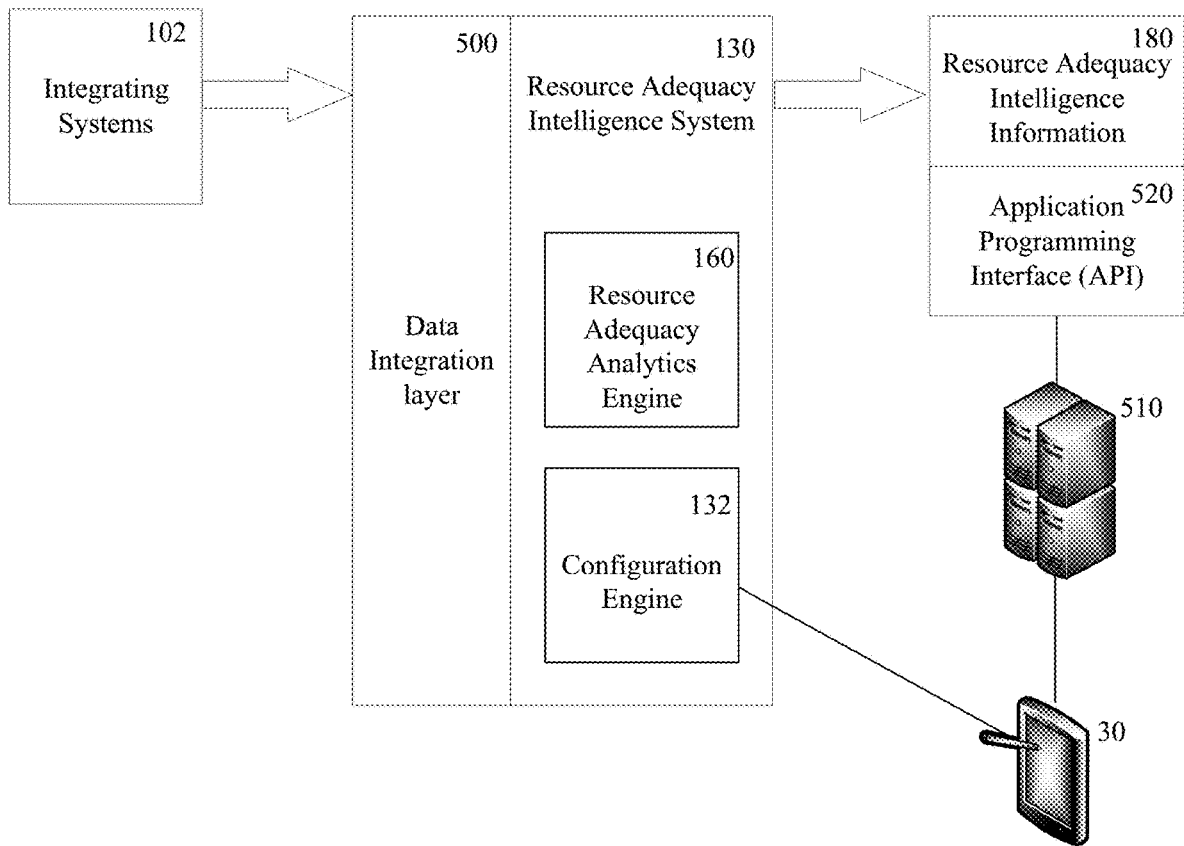 102
Integrating
Systems
500
Data
Integration
layer
130
Resource Adequacy
Intelligence System
160
Resource
Adequacy
Analytics
Engine
132
Configuration
Engine
180
Resource Adequacy
Intelligence
Information
520
Application
Programming
Interface (API)
510
30